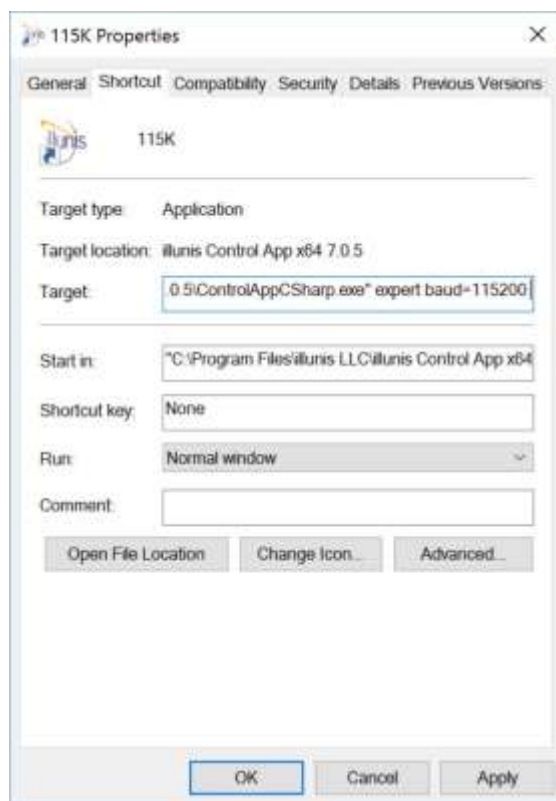 115K Properties
General Shortcut Compatibility Security Details Previous Versions
illunis 115K
Target type: Application
Target location: illunis Control App x64 7.0.5
Target: 0.5\ControlAppCSharp.exe" expert baud=115200
Start in: "C:\Program Files\illunis LLC\illunis Control App x64
Shortcut key: None
Run: Normal window
Comment:
Open File Location Change Icon... Advanced...
OK Cancel Apply